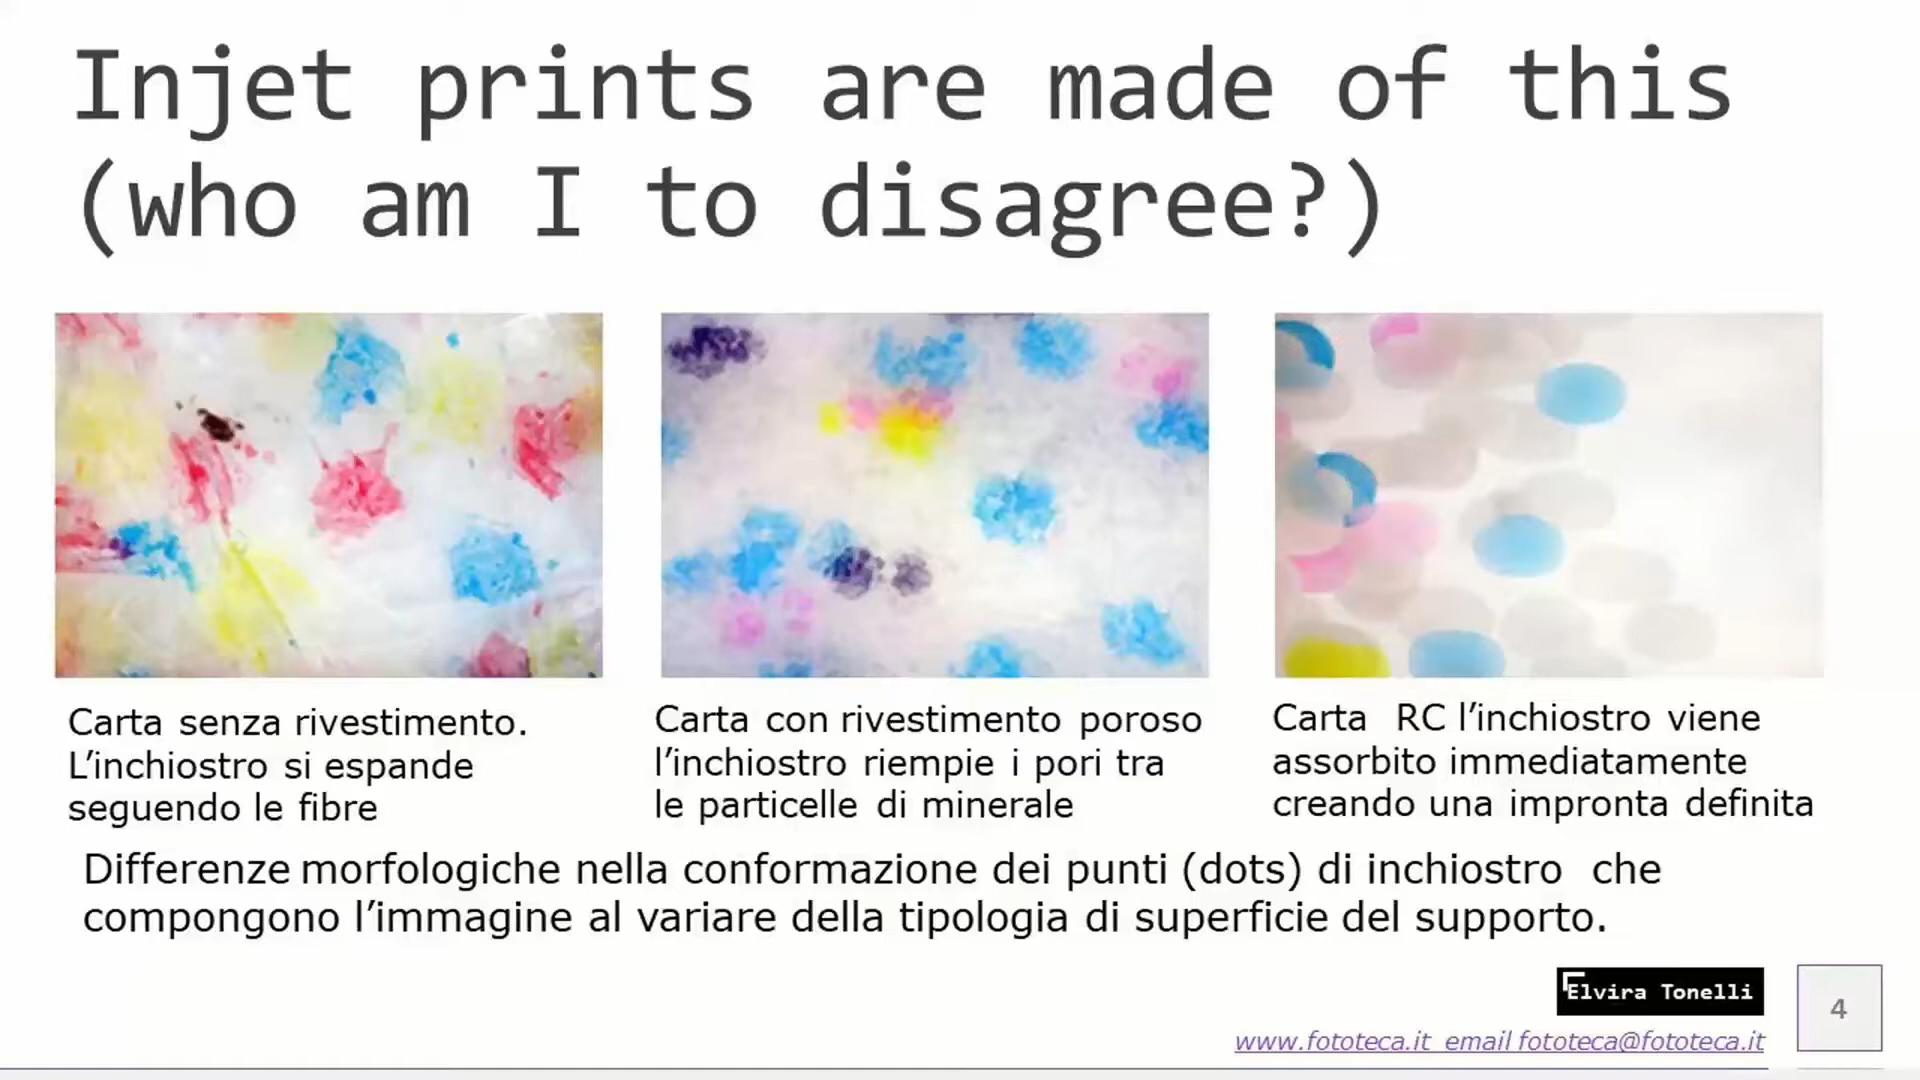 Injet prints are made of this
(who am I to disagree?)
Carta senza rivestimento.
L’inchiostro si espande
seguendo le fibre
Carta con rivestimento poroso
l’inchiostro riempie i pori tra
le particelle di minerale
Carta RC l’inchiostro viene
assorbito immediatamente
creando una impronta definita
Differenze morfologiche nella conformazione dei punti (dots) di inchiostro che
compongono l’immagine al variare della tipologia di superficie del supporto.
Elvira Tonelli
4
www.fototeca.it email fototeca@fototeca.it